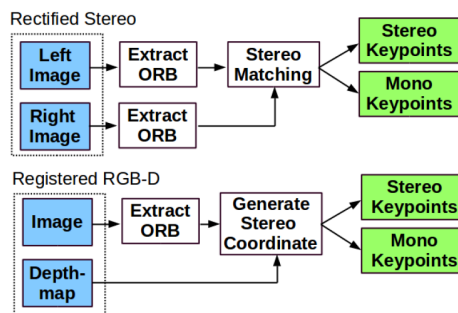 Rectified Stereo
Left
Image
Extract
ORB
Stereo
Matching
Stereo
Keypoints
Mono
Keypoints
Right
Image
Extract
ORB
Registered RGB-D
Image
Extract
ORB
Generate
Stereo
Coordinate
Stereo
Keypoints
Mono
Keypoints
Depth-
map